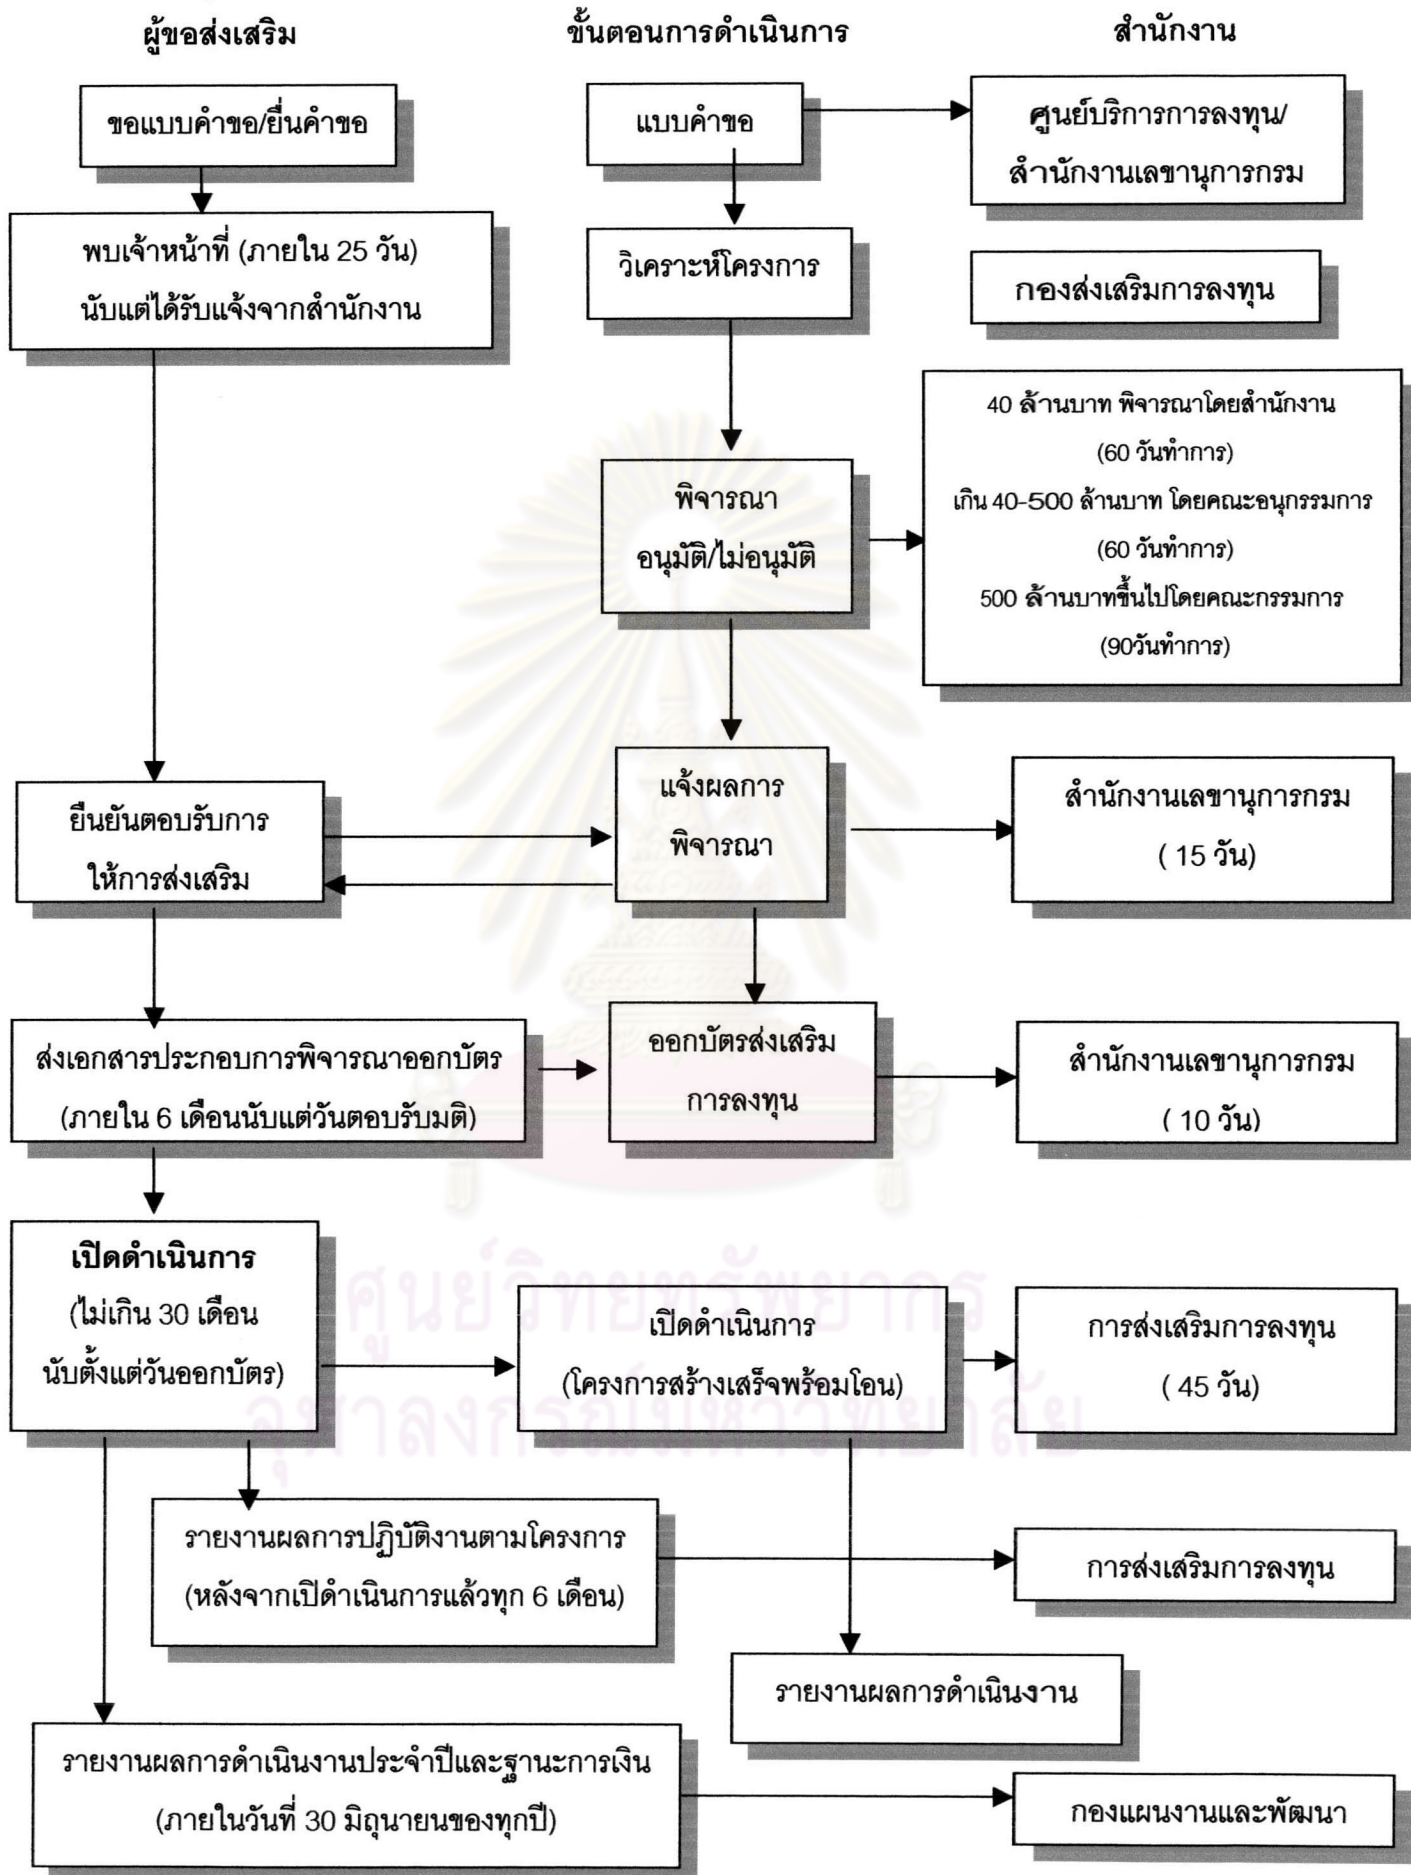 ผู้ขอส่งเสริม
ขั้นตอนการดำเนินการ
สำนักงาน
ขอแบบคำขอ/ยื่นคำขอ
แบบคำขอ
ศูนย์บริการการลงทุน/
สำนักงานเลขานุการกรม
พบเจ้าหน้าที่ (ภายใน 25 วัน)
นับแต่ได้รับแจ้งจากสำนักงาน
วิเคราะห์โครงการ
กองส่งเสริมการลงทุน
40 ล้านบาท พิจารณาโดยสำนักงาน
(60 วันทำการ)
เกิน 40-500 ล้านบาท โดยคณะอนุกรรมการ
(60 วันทำการ)
500 ล้านบาทขึ้นไปโดยคณะกรรมการ
(90วันทำการ)
พิจารณา
อนุมัติ/ไม่อนุมัติ
ยืนยันตอบรับการ
ให้การส่งเสริม
แจ้งผลการ
พิจารณา
สำนักงานเลขานุการกรม
( 15 วัน)
ส่งเอกสารประกอบการพิจารณาออกบัตร
(ภายใน 6 เดือนนับแต่วันตอบรับมติ)
ออกบัตรส่งเสริม
การลงทุน
สำนักงานเลขานุการกรม
( 10 วัน)
เปิดดำเนินการ
(ไม่เกิน 30 เดือน
นับตั้งแต่วันออกบัตร)
เปิดดำเนินการ
(โครงการสร้างเสร็จพร้อมโอน)
การส่งเสริมการลงทุน
( 45 วัน)
ศูนย์วิทยทรัพยากร
จุฬาลงกรณ์มหาวิทยาลัย
รายงานผลการปฏิบัติงานตามโครงการ
(หลังจากเปิดำเนินการแล้วทุก 6 เดือน)
การส่งเสริมการลงทุน
รายงานผลการดำเนินงาน
รายงานผลการดำเนินงานประจำปีและฐานะการเงิน
(ภายในวันที่ 30 มิถุนายนของทุกปี)
กองแผนงานและพัฒนา